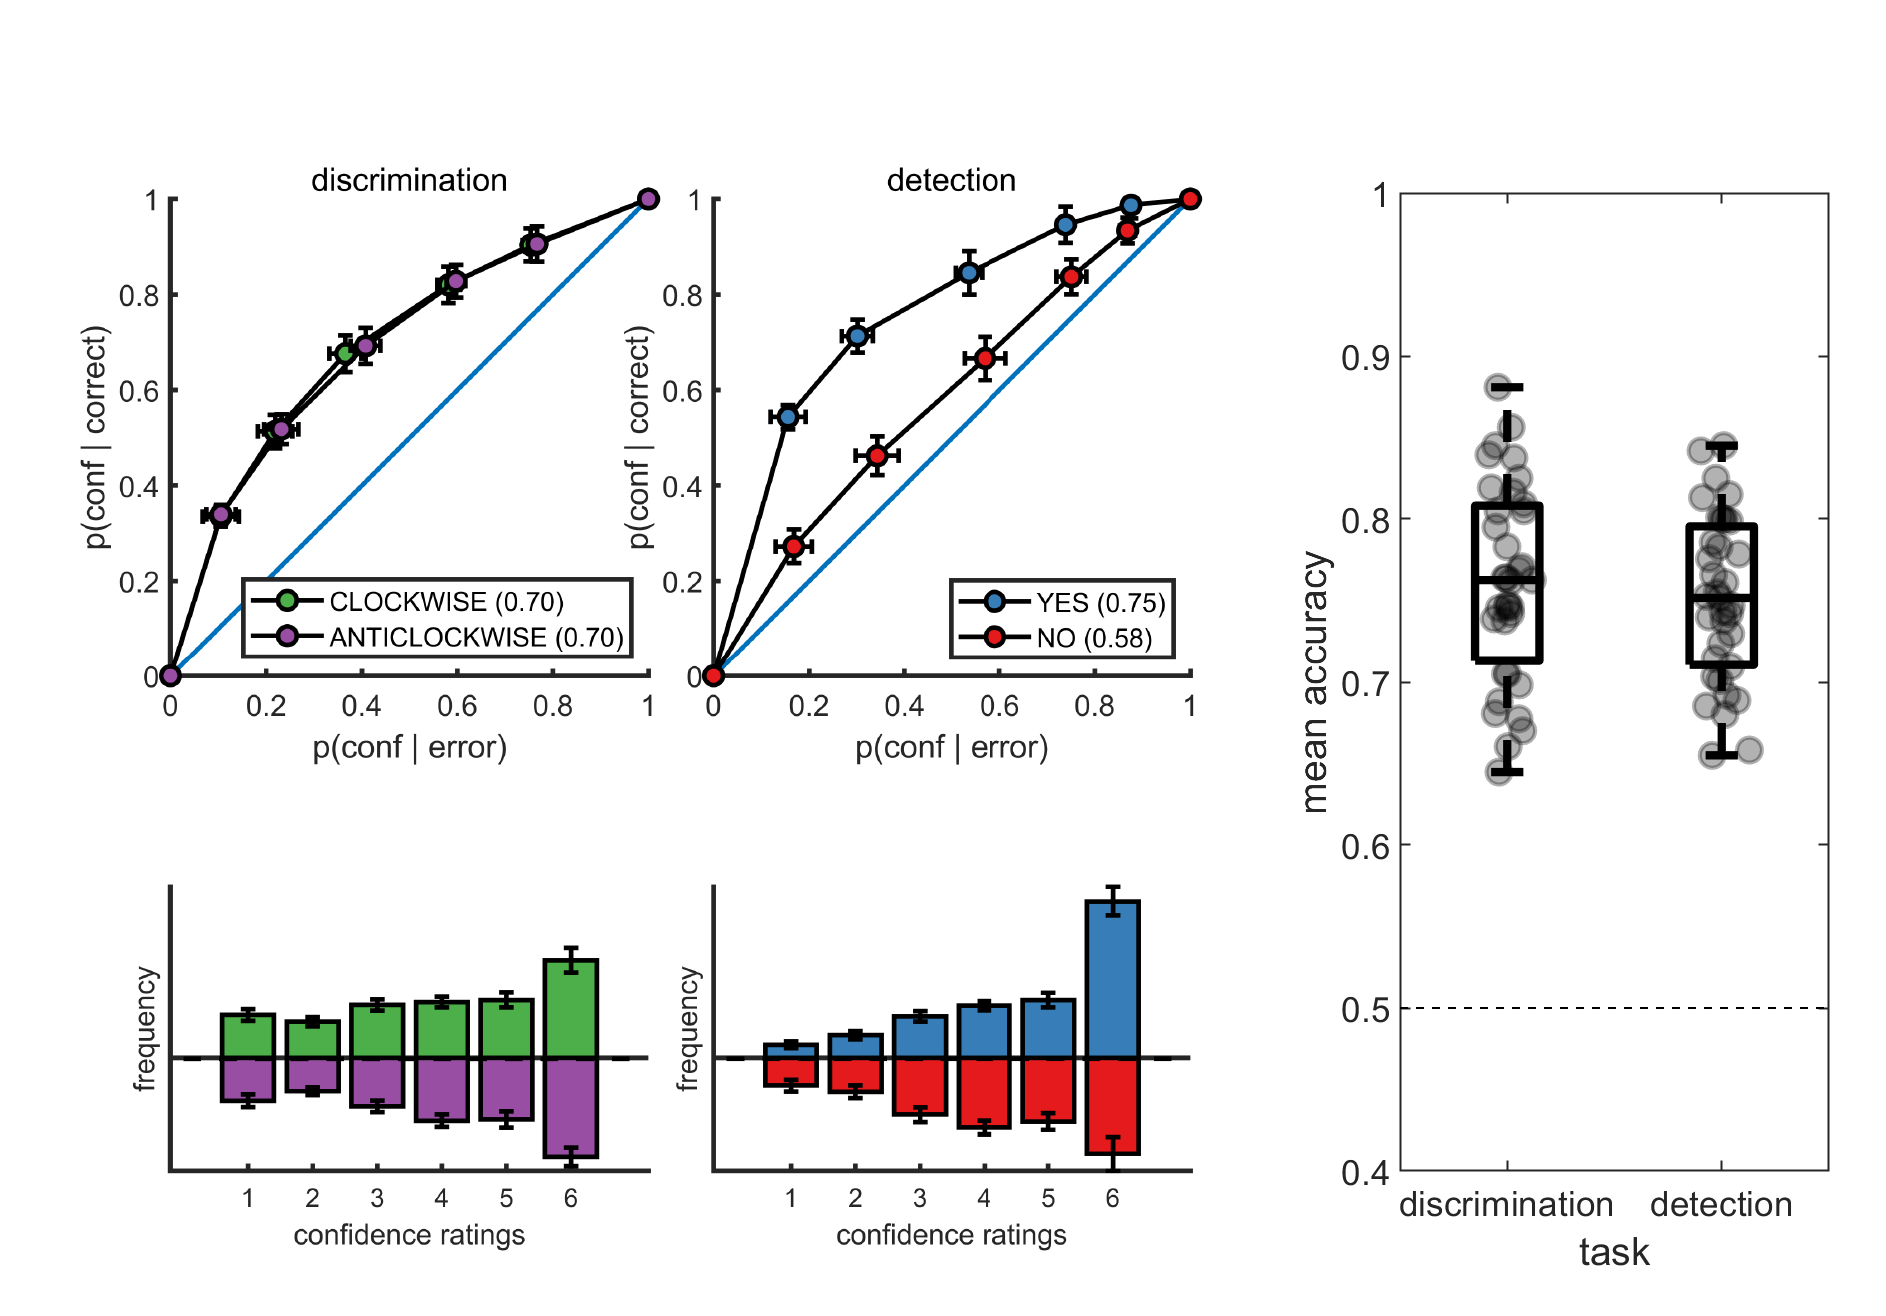 discrimination
1
0.8
0.6
0.4
0.2
0
p(conf | correct)
CLOCKWISE (0.70)
ANTICLOCKWISE (0.70)
0 0.2 0.4 0.6 0.8 1
p(conf | error)
detection
1
0.8
0.6
0.4
0.2
0
p(conf | correct)
YES (0.75)
NO (0.58)
0 0.2 0.4 0.6 0.8 1
p(conf | error)
frequency
1 2 3 4 5 6
confidence ratings
frequency
1 2 3 4 5 6
confidence ratings
1
0.9
0.8
0.7
0.6
0.5
0.4
mean accuracy
discrimination detection
task